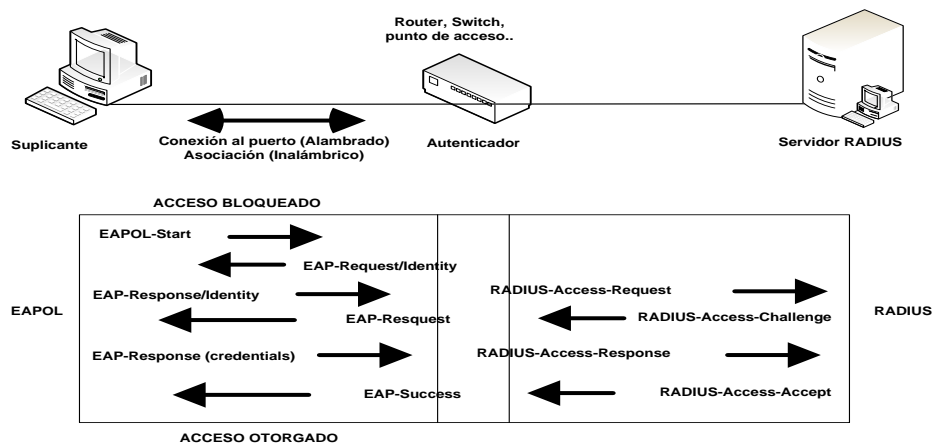 Router, Switch,
punto de acceso..
Suplicante
Conexión al puerto (Alambrado)
Asociación (Inalámbrico)
Autenticador
Servidor RADIUS
ACCESO BLOQUEADO
EAPOL-Start
EAP-Request/Identity
EAP-Response/Identity
RADIUS-Access-Request
EAPOL
EAP-Resquest
RADIUS-Access-Challenge
RADIUS
EAP-Response (credentials)
RADIUS-Access-Response
EAP-Success
RADIUS-Access-Accept
ACCESO OTORGADO